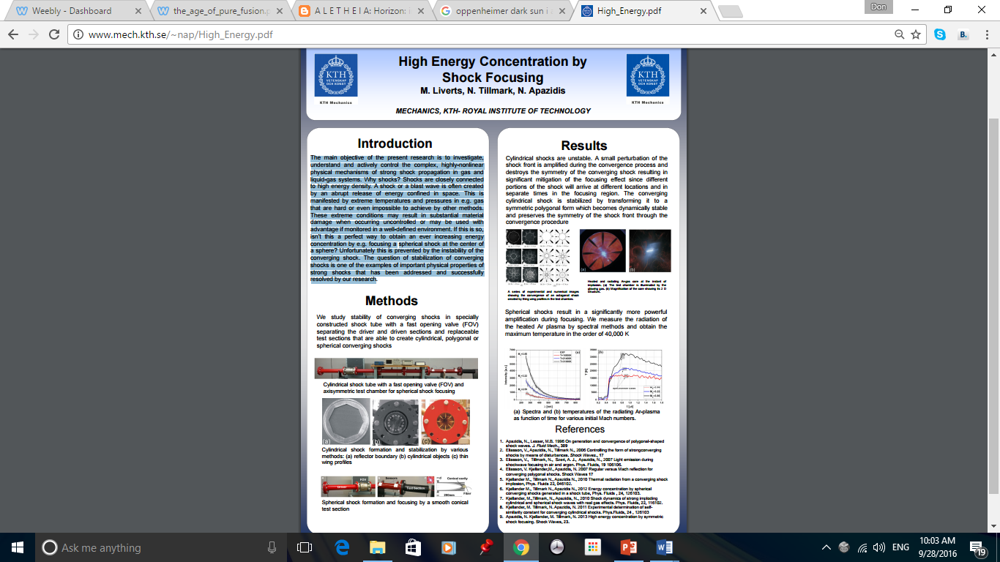 Don
Weebly - Dashboard
the_age_of_pure_fusion.p
A L E T H E I A: Horizon: i
oppenheimer dark sun i
High_Energy.pdf
www.mech.kth.se/~nap/High_Energy.pdf
High Energy Concentration by
Shock Focusing
M. Liverts, N. Tillmark, N. Apazidis
MECHANICS, KTH- ROYAL INSTITUTE OF TECHNOLOGY
KTH
VETENSKAP
OCH KONST
KTH Mechanics
KTH
VETENSKAP
OCH KONST
KTH Mechanics
Introduction
The main objective of the present research is to investigate,
understand and actively control the complex, highly-nonlinear
physical mechanisms of strong shock propagation in gas and
liquid-gas systems. Why shocks? Shocks are closely connected
to high energy density. A shock or a blast wave is often created
by an abrupt release of energy confined in space. This is
manifested by extreme temperatures and pressures in e.g. gas
that are hard or even impossible to achieve by other methods.
These extreme conditions may result in substantial material
damage when occurring uncontrolled or may be used with
advantage if monitored in a well-defined environment. If this is so,
isn't this a perfect way to obtain an ever increasing energy
concentration by e.g. focusing a spherical shock at the center of
a sphere? Unfortunately this is prevented by the instability of the
converging shock. The question of stabilization of converging
shocks is one of the examples of important physical properties of
strong shocks that has been addressed and successfully
resolved by our research.
Methods
We study stability of converging shocks in specially
constructed shock tube with a fast opening valve (FOV)
separating the driver and driven sections and replaceable
test sections that are able to create cylindrical, polygonal or
spherical converging shocks
Cylindrical shock tube with a fast opening valve (FOV) and
axisymmetric test chamber for spherical shock focusing
(a)
(b)
(c)
Cylindrical shock formation and stabilization by various
methods: (a) reflector boundary (b) cylindrical objects (c) thin
wing profiles
Driver
FOV
Sensors
Test Section
Conical cavity
290mm
Fiber
Spherical shock formation and focusing by a smooth conical
test section
Results
Cylindrical shocks are unstable. A small perturbation of the
shock front is amplified during the convergence process and
destroys the symmetry of the converging shock resulting in
significant mitigation of the focusing effect since different
portions of the shock will arrive at different locations and in
separate times in the focusing region. The converging
cylindrical shock is stabilized by transforming it to a
symmetric polygonal form which becomes dynamically stable
and preserves the symmetry of the shock front through the
convergence procedure
(a)
(b)
A series of experimental and numerical images
showing the convergence of an octagonal shock
created by thing wing profiles in the test chamber.
Heated and radiating Argon core at the instant of
implosion. (a) The test chamber is illuminated by the
glowing gas. (b) Magnification of the core showing its 2 D
structure.
Spherical shocks result in a significantly more powerful
amplification during focusing. We measure the radiation of
the heated Ar plasma by spectral methods and obtain the
maximum temperature in the order of 40,000 K
(a)
(b)
(a) Spectra and (b) temperatures of the radiating Ar-plasma
as function of time for various initial Mach numbers.
References
1. Apazidis, N., Lesser, M.B. 1996 On generation and convergence of polygonal-shaped
shock waves. J. Fluid Mech., 309
2. Eliasson, V., Apazidis, N., Tillmark N., 2006 Controlling the form of strongconverging
shocks by means of disturbances. Shock Waves., 17
3. Eliasson, V., Tillmark, N., Szeri, A. J., Apazidis, N., 2007 Light emission during
shockwave focusing in air and argon. Phys. Fluids, 19 106106.
4. Eliasson, V. Kjellander,M., Apazidis, N. 2007 Regular versus Mach reflection for
converging polygonal shocks. Shock Waves 17
5. Kjellander M., Tillmark N., Apazidis N., 2010 Thermal radiation from a converging shock
implosion, Phys. Fluids 22, 046102.
6. Kjellander M., Tillmark N., Apazidis N., 2012 Energy concentration by spherical
converging shocks generated in a shock tube, Phys. Fluids , 24, 126103.
7. Kjellander, M., Tillmark, N., Apazidis, N., 2010 Shock dynamics of strong imploding
cylindrical and spherical shock waves with real gas effects. Phys. Fluids, 22, 116102.
8. Kjellander, M. Tillmark, N. Apazidis, N. 2011 Experimental determination of self-
similarity constant for converging cylindrical shocks. Phys.Fluids, 24 , 126103
9. Apazidis, N. Kjellander, M. Tillmark, N. 2013 High energy concentration by symmetric
shock focusing. Shock Waves, 23.
Ask me anything
ENG
10:03 AM
9/28/2016
19